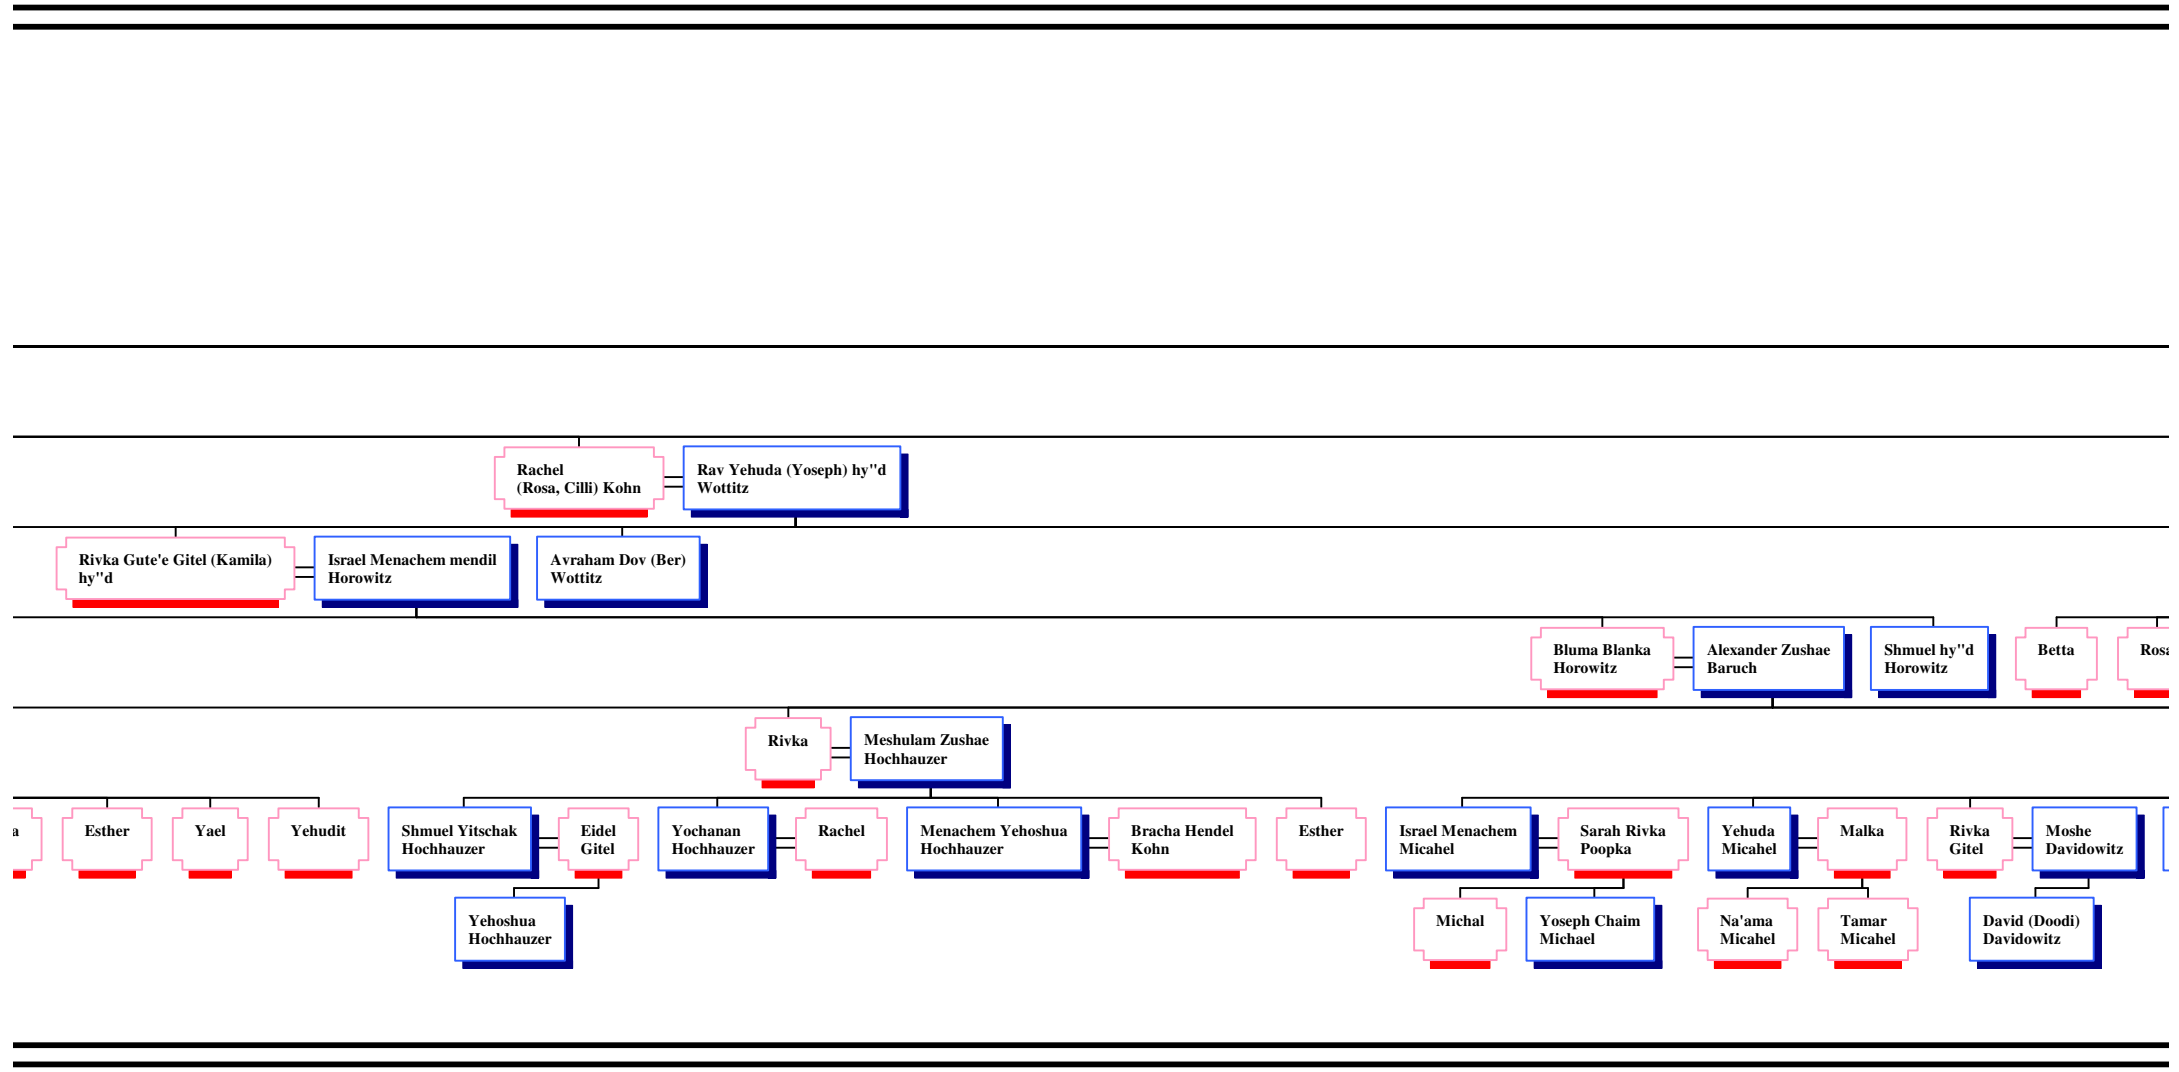 Rachel
(Rosa, Cilli) Kohn
Rav Yehuda (Yoseph) hy"d
Wottitz
Rivka Gute'e Gitel (Kamila)
hy"d
Israel Menachem mendil
Horowitz
Avraham Dov (Ber)
Wottitz
Bluma Blanka
Horowitz
Alexander Zushae
Baruch
Shmuel hy"d
Horowitz
Betta
Rosa
Rivka
Meshulam Zushae
Hochhauzer
a
Esther
Yael
Yehudit
Shmuel Yitschak
Hochhauzer
Eidel
Gitel
Yochanan
Hochhauzer
Rachel
Menachem Yehoshua
Hochhauzer
Bracha Hendel
Kohn
Esther
Israel Menachem
Micahel
Sarah Rivka
Poopka
Yehuda
Micahel
Malka
Rivka
Gitel
Moshe
Davidowitz
Yehoshua
Hochhauzer
Michal
Yoseph Chaim
Michael
Na'ama
Micahel
Tamar
Micahel
David (Doodi)
Davidowitz